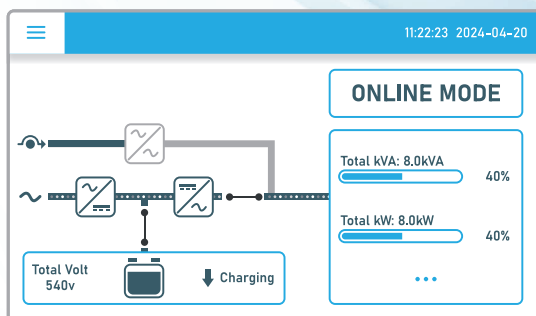 11:22:23 2024-04-20
ONLINE MODE
Total kVA: 8.0kVA
40%
Total kW: 8.0kW
40%
Total Volt
540v
Charging